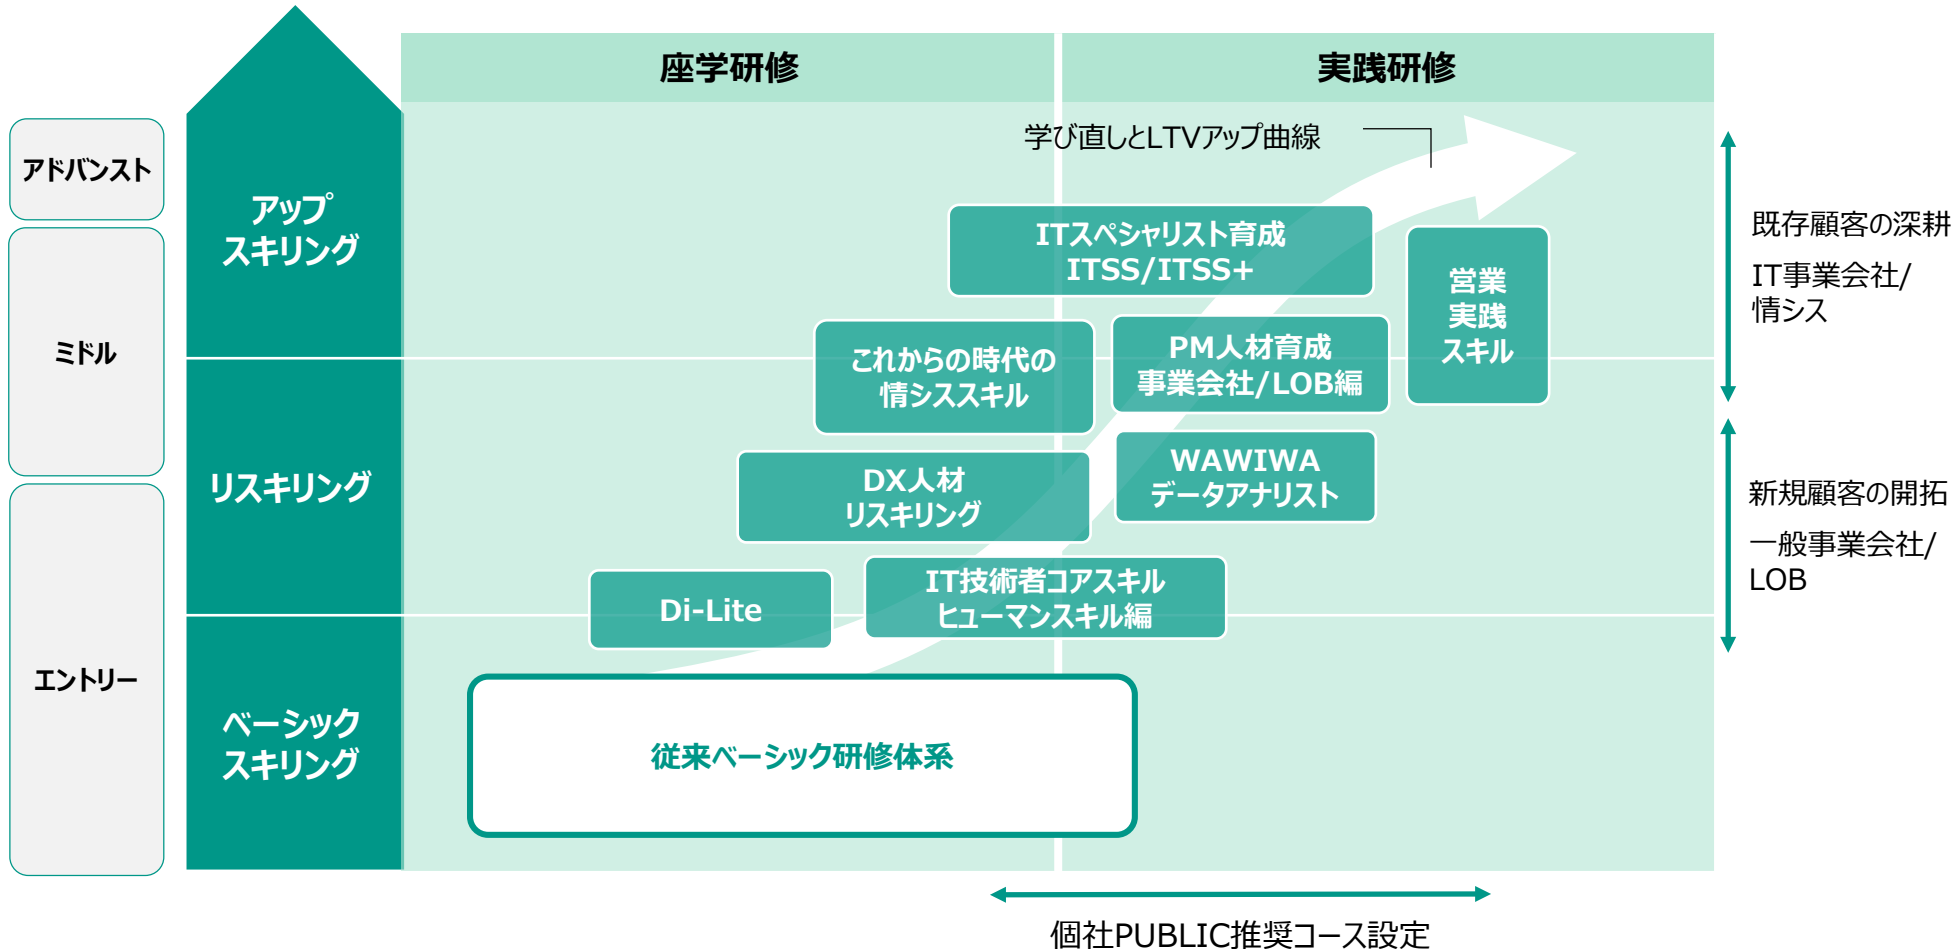 座学研修
実践研修
学び直しとLTVアップ曲線
アドバンスト
ミドル
エントリー
アップ
スキリング
リスキリング
ベーシック
スキリング
ITスペシャリスト育成
ITSS/ITSS+
営業
実践
スキル
これからの時代の
情シススキル
PM人材育成
事業会社/LOB編
DX人材
リスキリング
WAWIWA
データアナリスト
Di-Lite
IT技術者コアスキル
ヒューマンスキル編
従来ベーシック研修体系
既存顧客の深耕
IT事業会社/
情シス
新規顧客の開拓
一般事業会社/
LOB
個社PUBLIC推奨コース設定